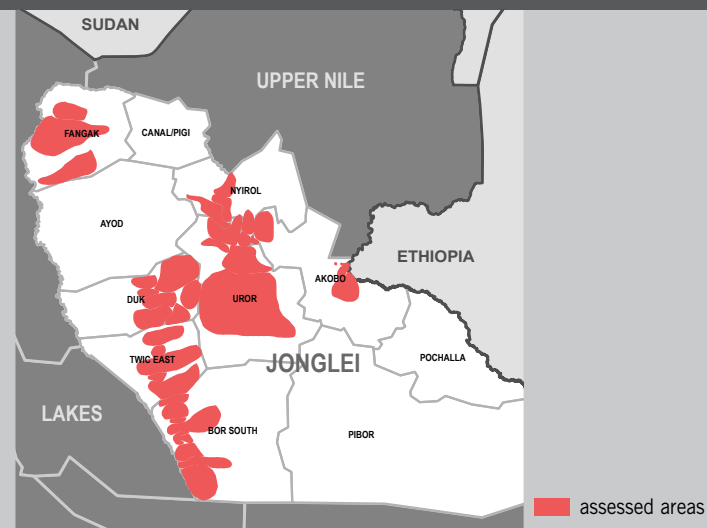 SUDAN
UPPER NILE
FANGAK
CANAL/PIGI
NYIROL
AYOD
ETHIOPIA
AKOBO
DUK
UROR
TWIC EAST
JONGLEI
POCHALLA
LAKES
BOR SOUTH
PIBOR
assessed areas